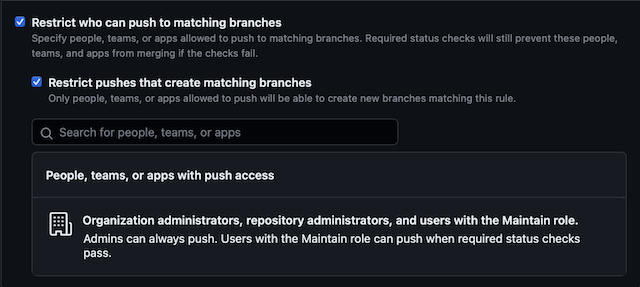 Restrict who can push to matching branches
Specify people, teams, or apps allowed to push to matching branches. Required status checks will still prevent these people,
teams, and apps from merging if the checks fail.
Restrict pushes that create matching branches
Only people, teams, or apps allowed to push will be able to create new branches matching this rule.
Search for people, teams, or apps
People, teams, or apps with push access
Organization administrators, repository administrators, and users with the Maintain role.
Admins can always push. Users with the Maintain role can push when required status checks
pass.